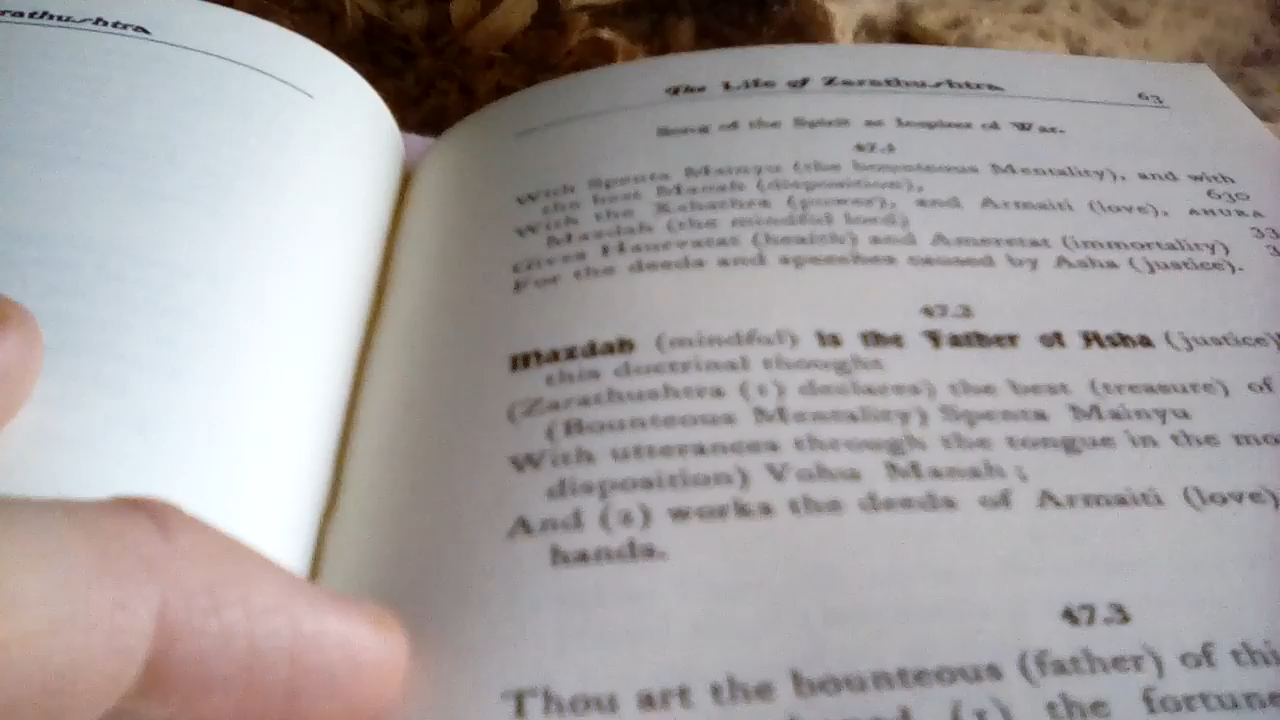 rathushtra
The Life of Zarathushtra 63
Song of the Spirit as Inspirer of War.
47.1
With Spenta Mainyu (the bounteous Mentality), and with
the best Manah (disposition), 630
With the Kshathra (power), and Armaiti (love), AHURA
Mazdah (the mindful lord) 33
Gives Haurvatat (health) and Ameretat (immortality) 3
For the deeds and speeches caused by Asha (justice).
47.2
Mazdah (mindful) is the Father of Asha (justice)
this doctrinal thought
(Zarathushtra (1) declares) the best (treasure) of
(Bounteous Mentality) Spenta Mainyu
With utterances through the tongue in the mo
disposition) Vohu Manah;
And (2) works the deeds of Armaiti (love)
hands.
47.3
Thou art the bounteous (father) of thi
(1) the fortune